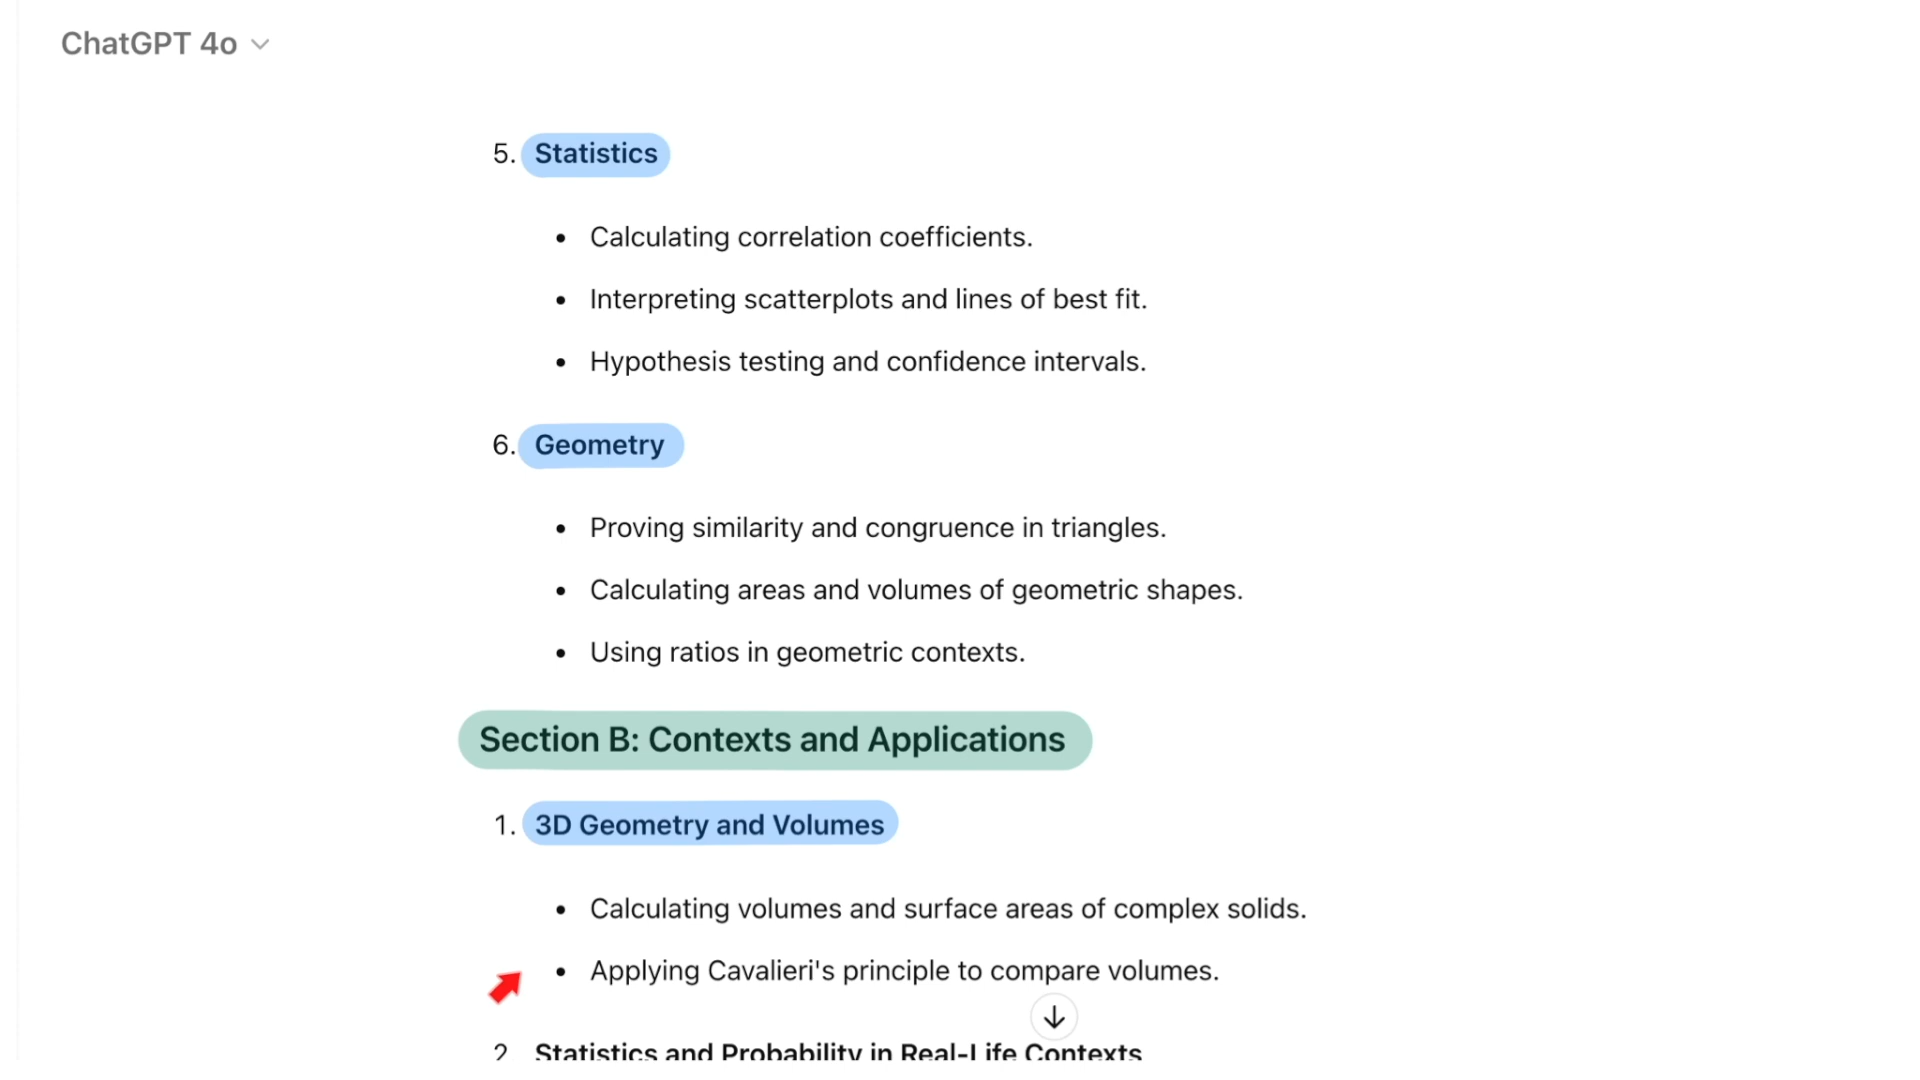 ChatGPT 4o
5. Statistics
• Calculating correlation coefficients.
• Interpreting scatterplots and lines of best fit.
• Hypothesis testing and confidence intervals.
6. Geometry
• Proving similarity and congruence in triangles.
• Calculating areas and volumes of geometric shapes.
• Using ratios in geometric contexts.
Section B: Contexts and Applications
1. 3D Geometry and Volumes
• Calculating volumes and surface areas of complex solids.
• Applying Cavalieri's principle to compare volumes.
2 Statistics and Probability in Real-Life Contexts